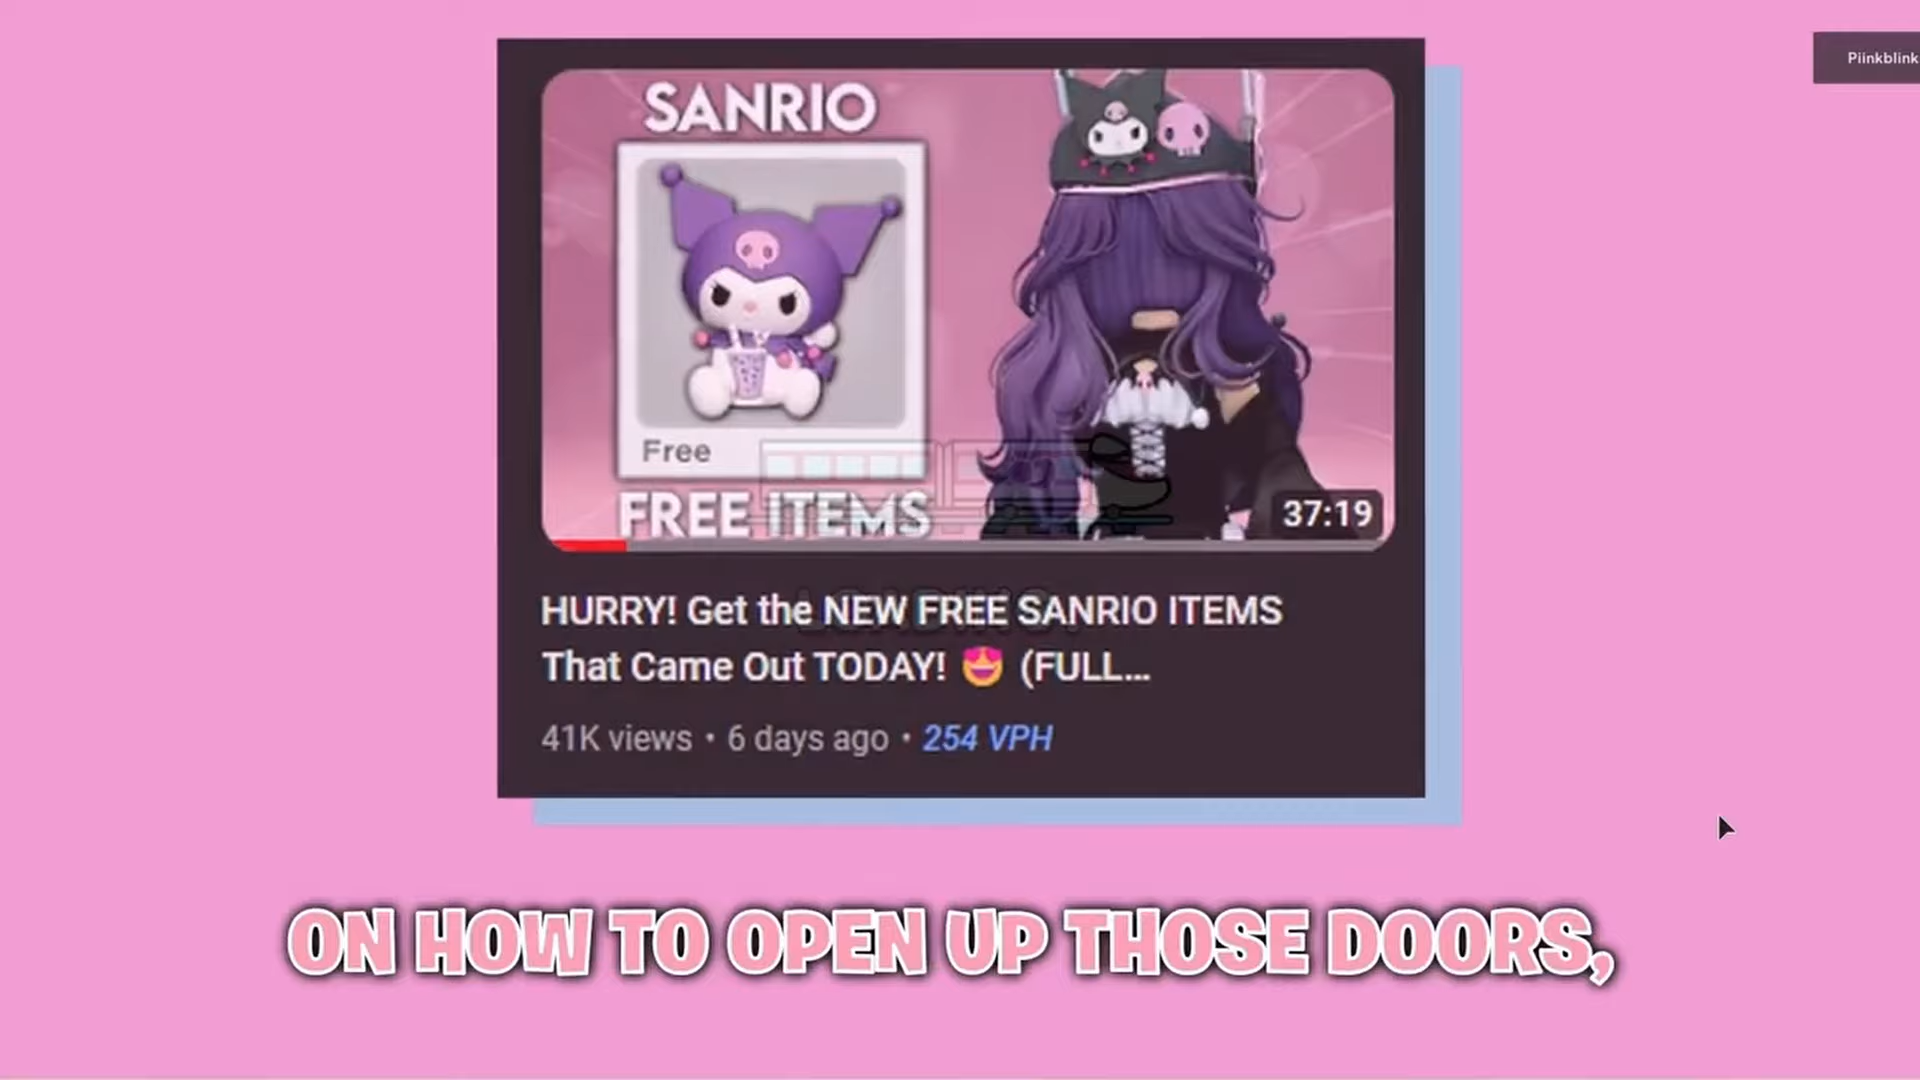 Piinkblink
SANRIO
Free
FREE ITEMS
37:19
HURRY! Get the NEW FREE SANRIO ITEMS
That Came Out TODAY! 🤩 (FULL...
41K views • 6 days ago • 254 VPH
LOADING
ON HOW TO OPEN UP THOSE DOORS,